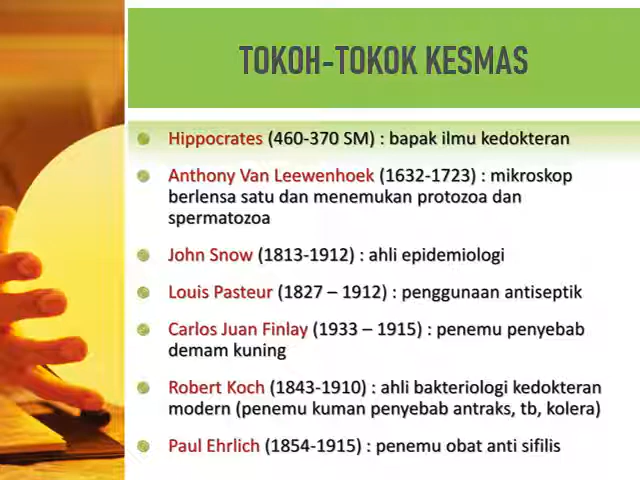 TOKOH-TOKOK KESMAS
Hippocrates (460-370 SM) : bapak ilmu kedokteran
Anthony Van Leewenhoek (1632-1723) : mikroskop
berlensa satu dan menemukan protozoa dan
spermatozoa
John Snow (1813-1912) : ahli epidemiologi
Louis Pasteur (1827 – 1912) : penggunaan antiseptik
Carlos Juan Finlay (1933 – 1915) : penemu penyebab
demam kuning
Robert Koch (1843-1910) : ahli bakteriologi kedokteran
modern (penemu kuman penyebab antraks, tb, kolera)
Paul Ehrlich (1854-1915) : penemu obat anti sifilis